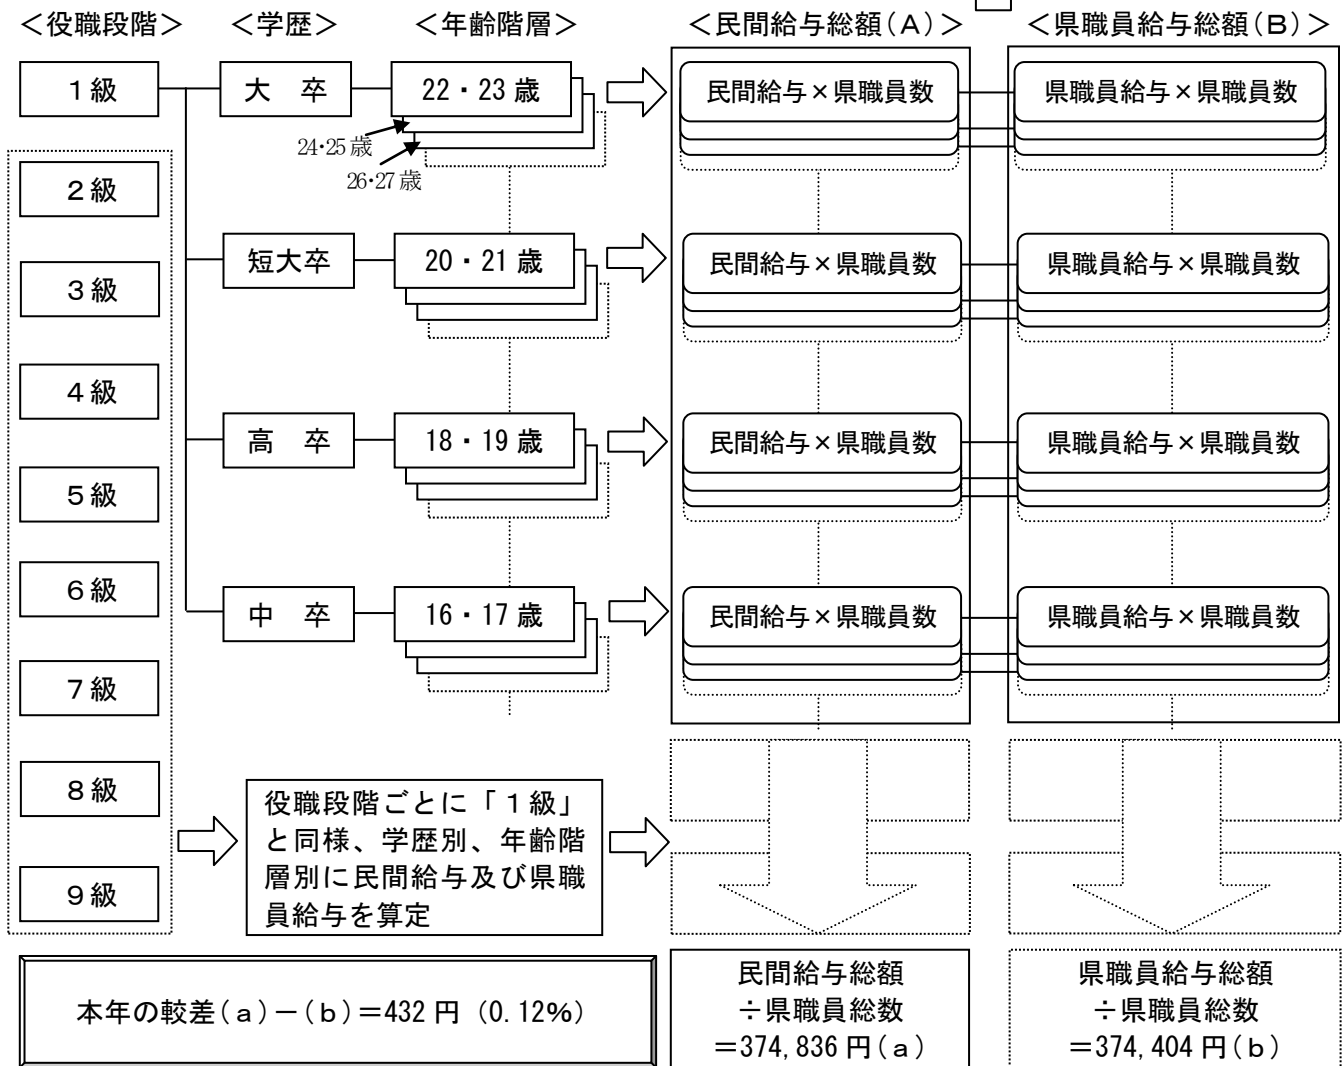 ＜役職段階＞ ＜学歴＞ ＜年齢階層＞ ＜民間給与総額(A)＞ ＜県職員給与総額(B)＞
1級 大　卒 22・23歳 民間給与×県職員数 県職員給与×県職員数
24・25歳
26・27歳
2級
短大卒 20・21歳 民間給与×県職員数 県職員給与×県職員数
3級
4級
高　卒 18・19歳 民間給与×県職員数 県職員給与×県職員数
5級
6級
中　卒 16・17歳 民間給与×県職員数 県職員給与×県職員数
7級
8級
9級
役職段階ごとに「1級」
と同様、学歴別、年齢階
層別に民間給与及び県職
員給与を算定
本年の較差(a)－(b)＝432円 (0.12%)
民間給与総額
÷県職員総数
＝374,836円(a)
県職員給与総額
÷県職員総数
＝374,404円(b)